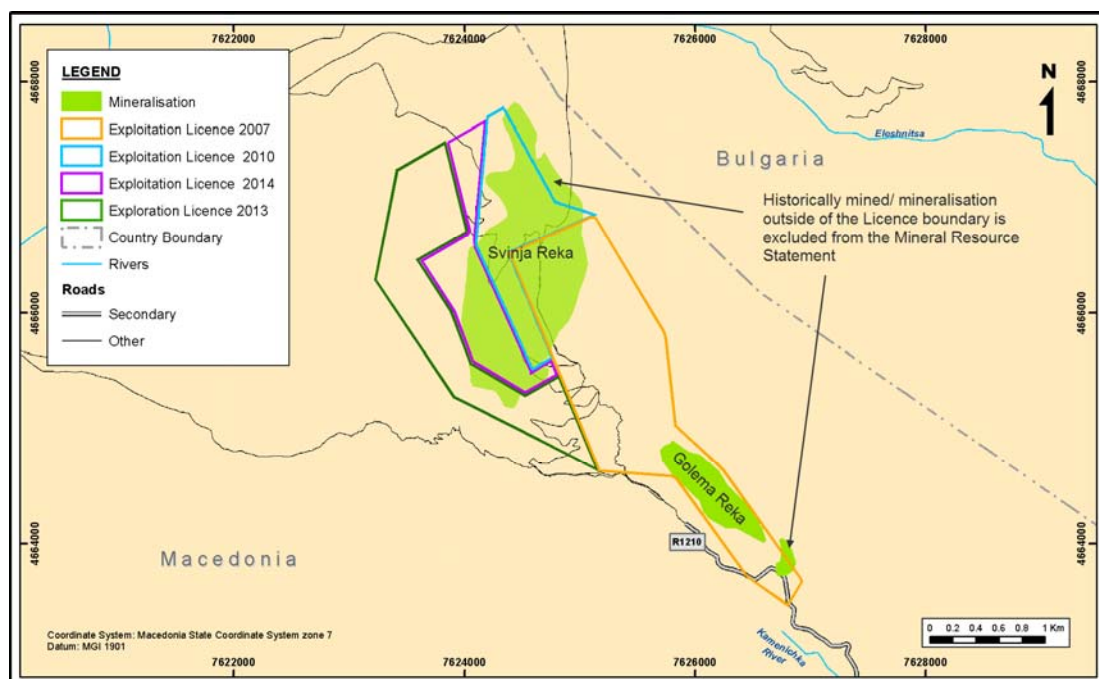 7622000
7624000
7626000
7628000
4668000
4668000
LEGEND
Mineralisation
Exploitation Licence 2007
Exploitation Licence 2010
Exploitation Licence 2014
Exploration Licence 2013
Country Boundary
Rivers
Roads
Secondary
Other
N
Eleshnitsa
Bulgaria
Historically mined/ mineralisation
outside of the Licence boundary is
excluded from the Mineral Resource
Statement
Svinja Reka
4666000
4666000
Golema Reka
R1210
4664000
4664000
Macedonia
Kamenichka
River
Coordinate System: Macedonia State Coordinate System zone 7
Datum: MGI 1901
0 0.2 0.4 0.6 0.8 1 Km
7622000
7624000
7626000
7628000